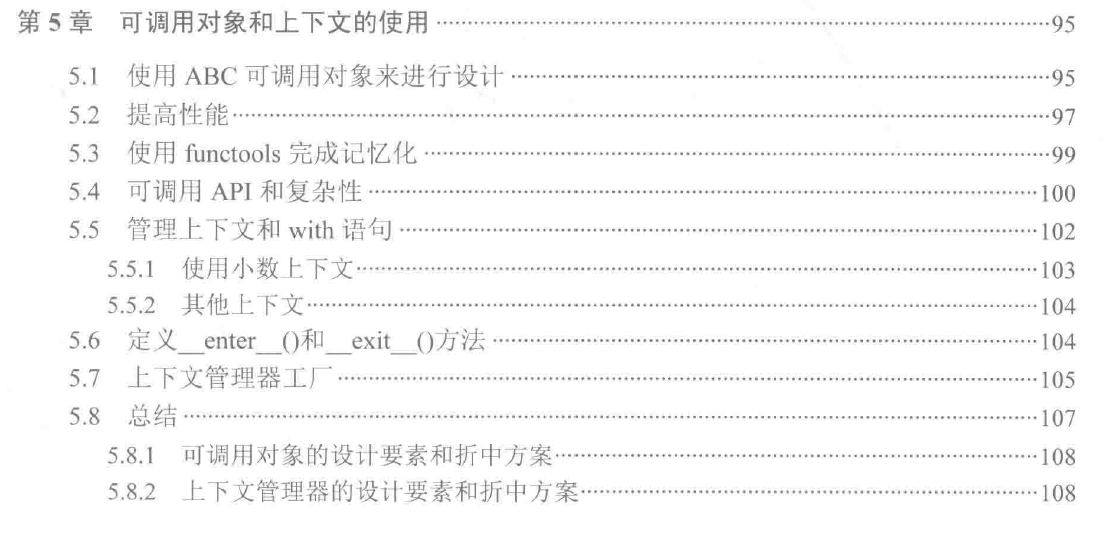 第 5 章 可调用对象和上下文的使用 95
5.1 使用 ABC 可调用对象来进行设计 95
5.2 提高性能 97
5.3 使用 functools 完成记忆化 99
5.4 可调用 API 和复杂性 100
5.5 管理上下文和 with 语句 102
5.5.1 使用小数上下文 103
5.5.2 其他上下文 104
5.6 定义__enter__()和__exit__()方法 104
5.7 上下文管理器工厂 105
5.8 总结 107
5.8.1 可调用对象的设计要素和折中方案 108
5.8.2 上下文管理器的设计要素和折中方案 108